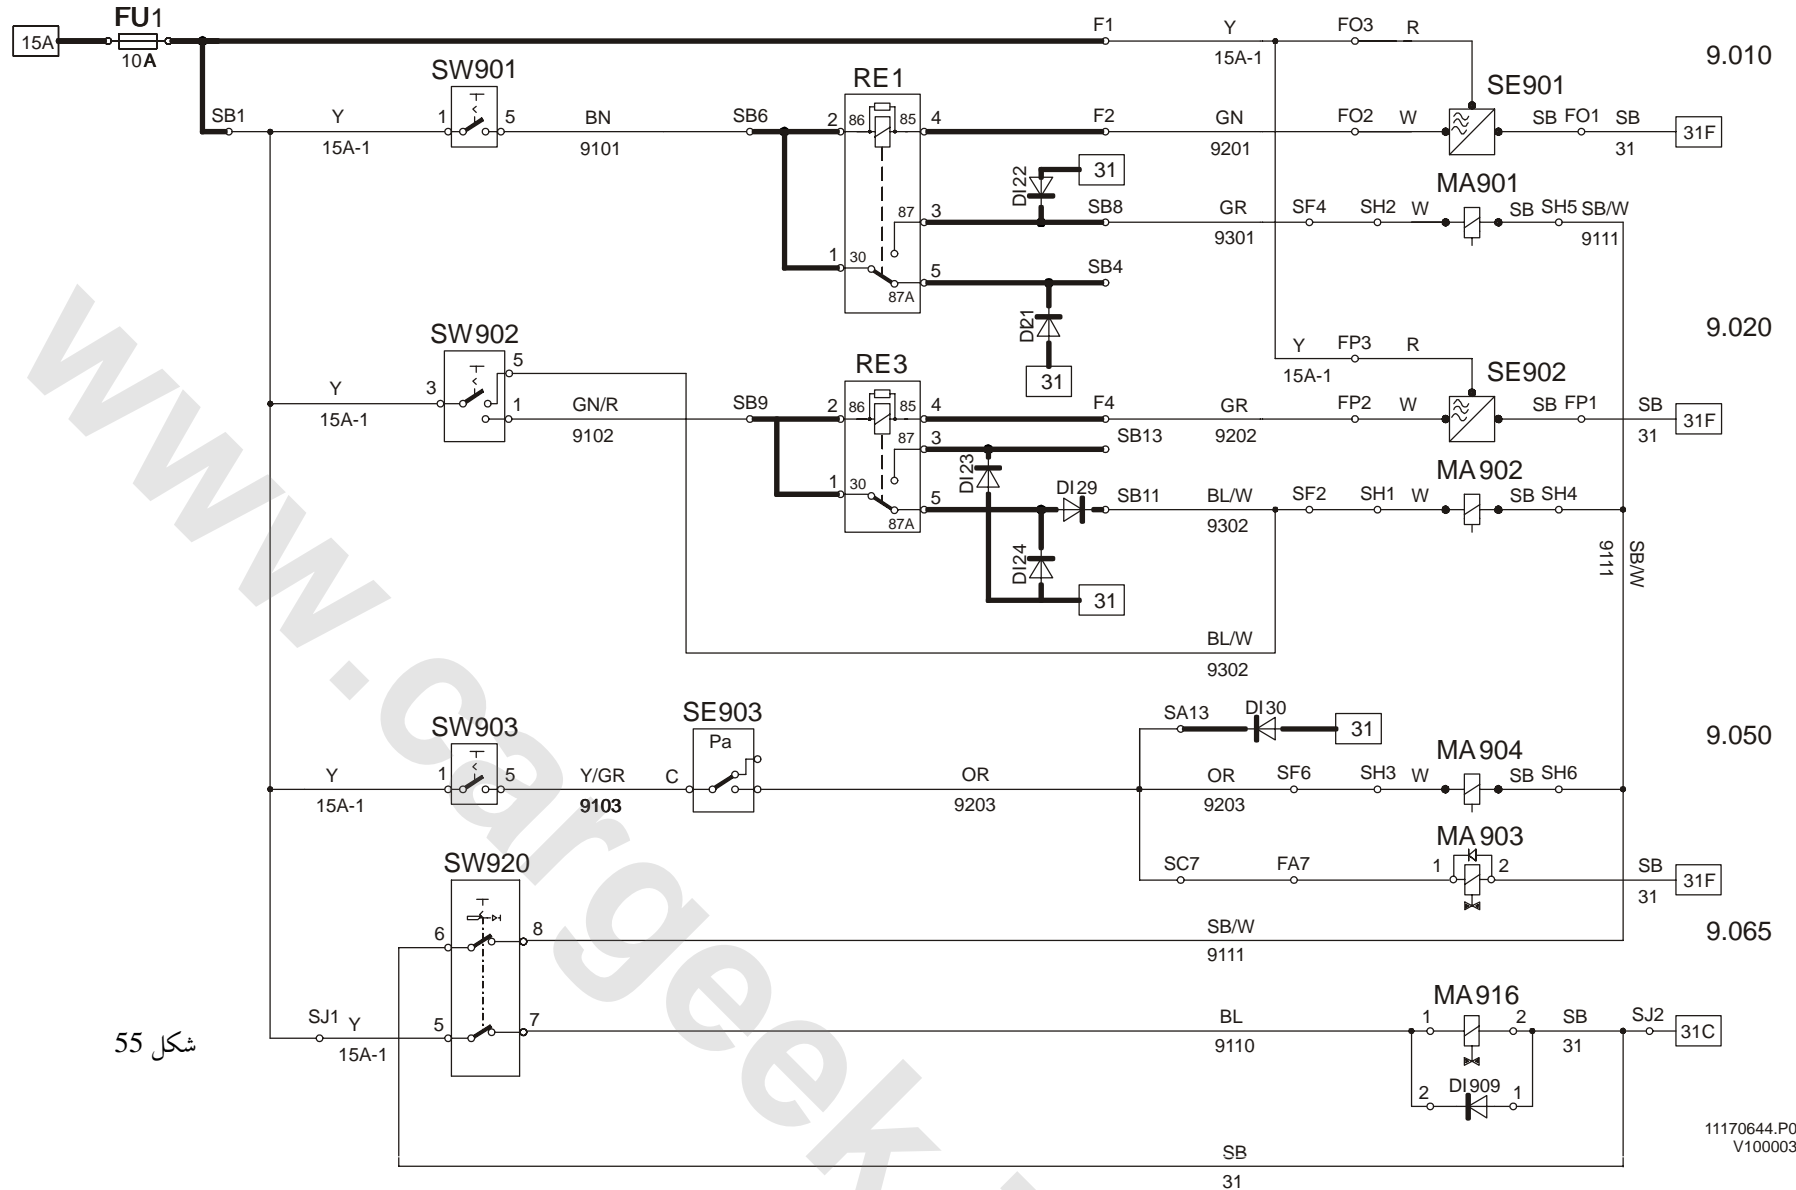 FU1
15A
10A
F1
Y
15A-1
FO3
R
9.010
SW901
RE1
SE901
SB1
Y
15A-1
1
5
BN
9101
SB6
2
86
85
4
F2
GN
9201
FO2
W
SB
FO1
SB
31
31F
DI22
31
MA901
87
3
SB8
GR
9301
SF4
SH2
W
SB
SH5
SB/W
9111
1
30
5
87A
SB4
DI21
31
9.020
SW902
RE3
Y
15A-1
FP3
R
SE902
Y
15A-1
3
5
1
GN/R
9102
SB9
2
86
85
4
F4
GR
9202
FP2
W
SB
FP1
SB
31
31F
87
3
SB13
MA902
DI23
DI29
1
30
5
87A
SB11
BL/W
9302
SF2
SH1
W
SB
SH4
DI24
31
9111
SB/W
BL/W
9302
SW903
SE903
Pa
SA13
DI30
31
9.050
MA904
Y
15A-1
1
5
Y/GR
9103
C
OR
9203
OR
9203
SF6
SH3
W
SB
SH6
MA903
SC7
FA7
1
2
SB
31
31F
SW920
6
8
SB/W
9111
9.065
MA916
شكل 55
SJ1
Y
15A-1
5
7
BL
9110
1
2
SB
31
SJ2
31C
2
DI909
1
11170644.P0
V100003
SB
31
www.cargeek